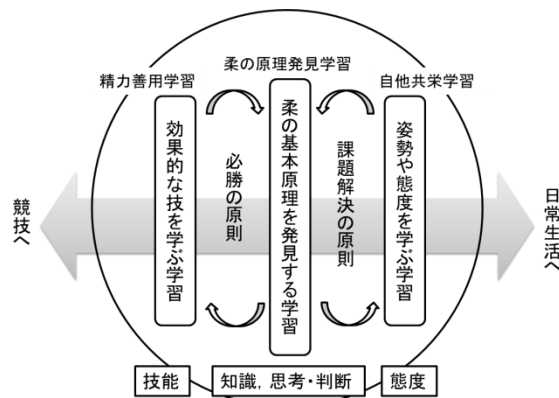 柔の原理発見学習
精力善用学習
自他共栄学習
効果的な技を学ぶ学習
必勝の原則
柔の基本原理を発見する学習
課題解決の原則
姿勢や態度を学ぶ学習
競技へ
日常生活へ
技能
知識，思考・判断
態度